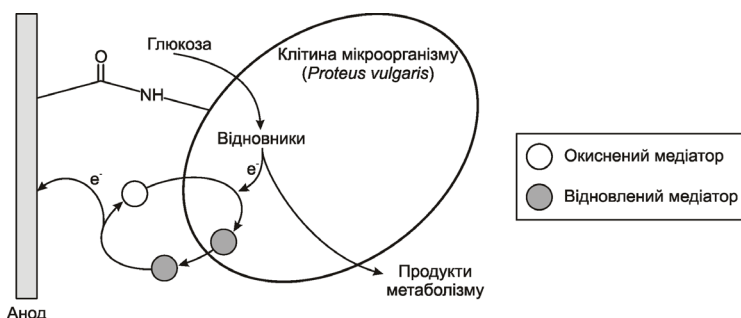 Глюкоза
Клітина мікроорганізму
(Proteus vulgaris)
O
NH
Відновники
e-
e-
Окиснений медіатор
Відновлений медіатор
Продукти
метаболізму
Анод